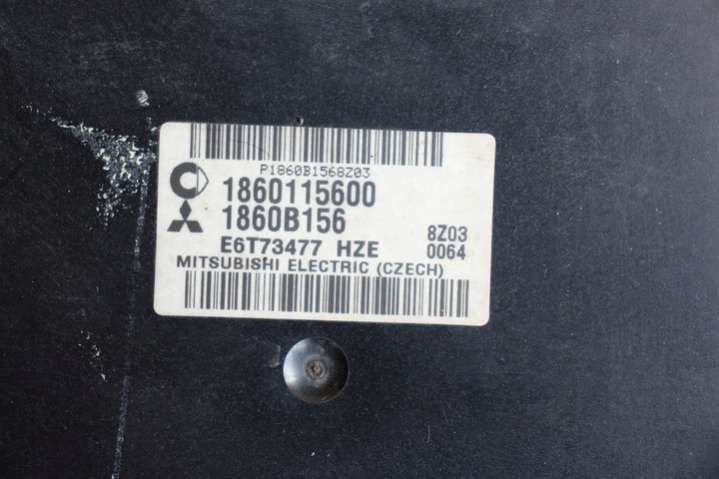 P1860B1568Z03
1860115600
1860B156
E6T73477 HZE 8Z03
0064
MITSUBISHI ELECTRIC (CZECH)